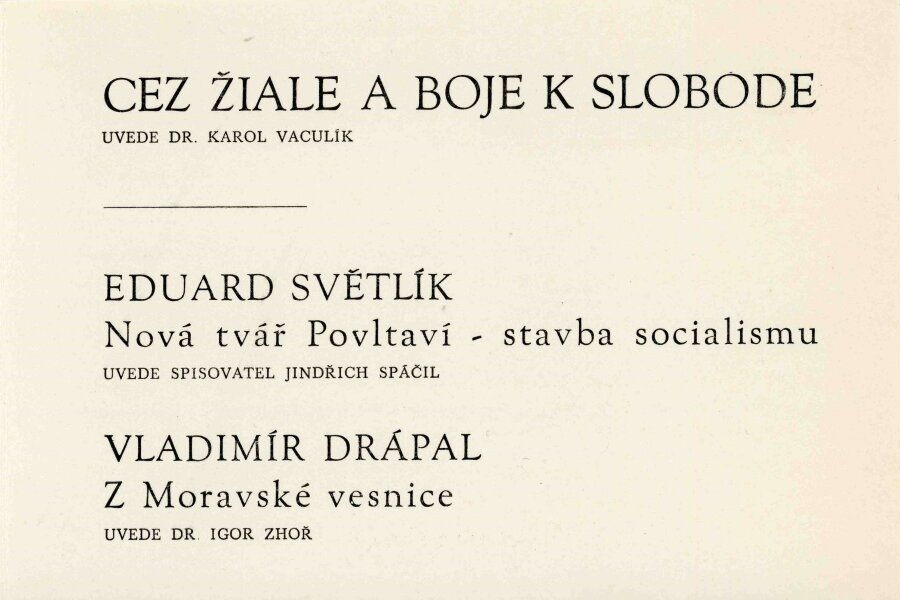 CEZ ŽIALE A BOJE K SLOBODE
UVEDE DR. KAROL VACULÍK
EDUARD SVĚTLÍK
Nová tvář Povltaví - stavba socialismu
UVEDE SPISOVATEL JINDŘICH SPÁČIL
VLADIMÍR DRÁPAL
Z Moravské vesnice
UVEDE DR. IGOR ZHOŘ